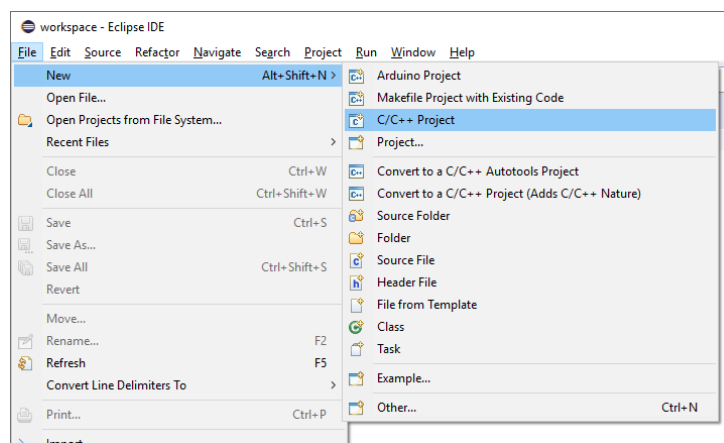 workspace - Eclipse IDE
File Edit Source Refactor Navigate Search Project Run Window Help
New Alt+Shift+N >
Open File...
Open Projects from File System...
Recent Files >
Close Ctrl+W
Close All Ctrl+Shift+W
Save Ctrl+S
Save As...
Save All Ctrl+Shift+S
Revert
Move...
Rename... F2
Refresh F5
Convert Line Delimiters To >
Print... Ctrl+P
Import...
Arduino Project
Makefile Project with Existing Code
C/C++ Project
Project...
Convert to a C/C++ Autotools Project
Convert to a C/C++ Project (Adds C/C++ Nature)
Source Folder
Folder
Source File
Header File
File from Template
Class
Task
Example...
Other... Ctrl+N